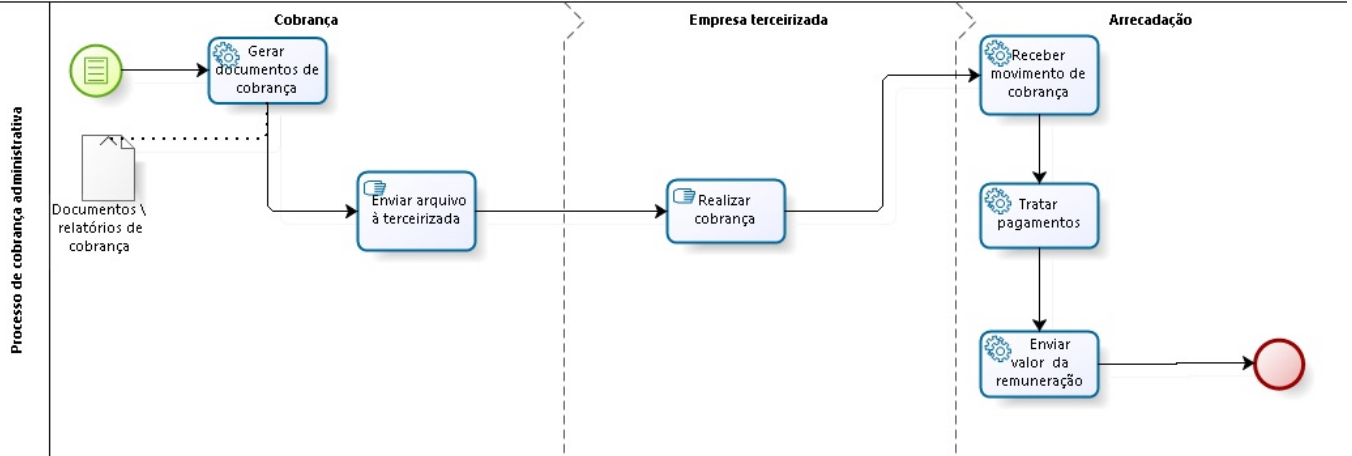 Processo de cobrança administrativa
Cobrança
Empresa terceirizada
Arrecadação
Gerar
documentos de
cobrança
Documentos \
relatórios de
cobrança
Enviar arquivo
à terceirizada
Realizar
cobrança
Receber
movimento de
cobrança
Tratar
pagamentos
Enviar
valor da
remuneração